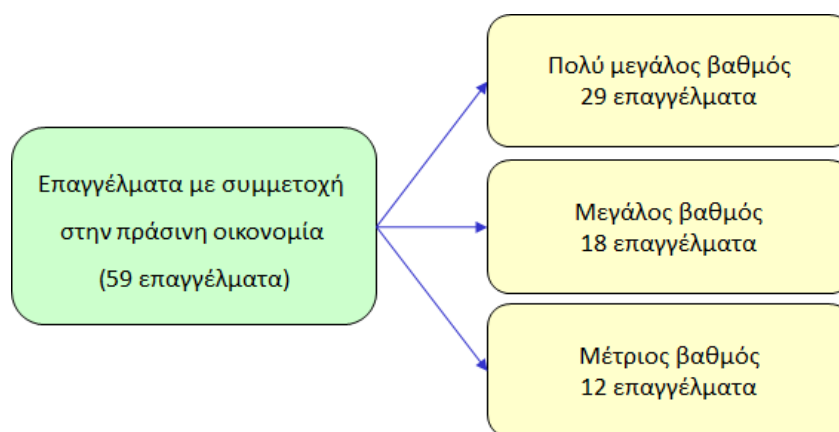 Επαγγέλματα με συμμετοχή
στην πράσινη οικονομία
(59 επαγγέλματα)
Πολύ μεγάλος βαθμός
29 επαγγέλματα
Μεγάλος βαθμός
18 επαγγέλματα
Μέτριος βαθμός
12 επαγγέλματα